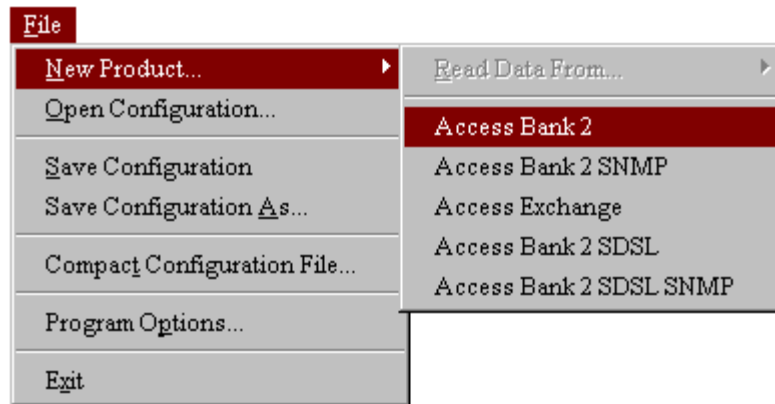 File
New Product...
Open Configuration...
Save Configuration
Save Configuration As...
Compact Configuration File...
Program Options...
Exit
Read Data From...
Access Bank 2
Access Bank 2 SNMP
Access Exchange
Access Bank 2 SDSL
Access Bank 2 SDSL SNMP